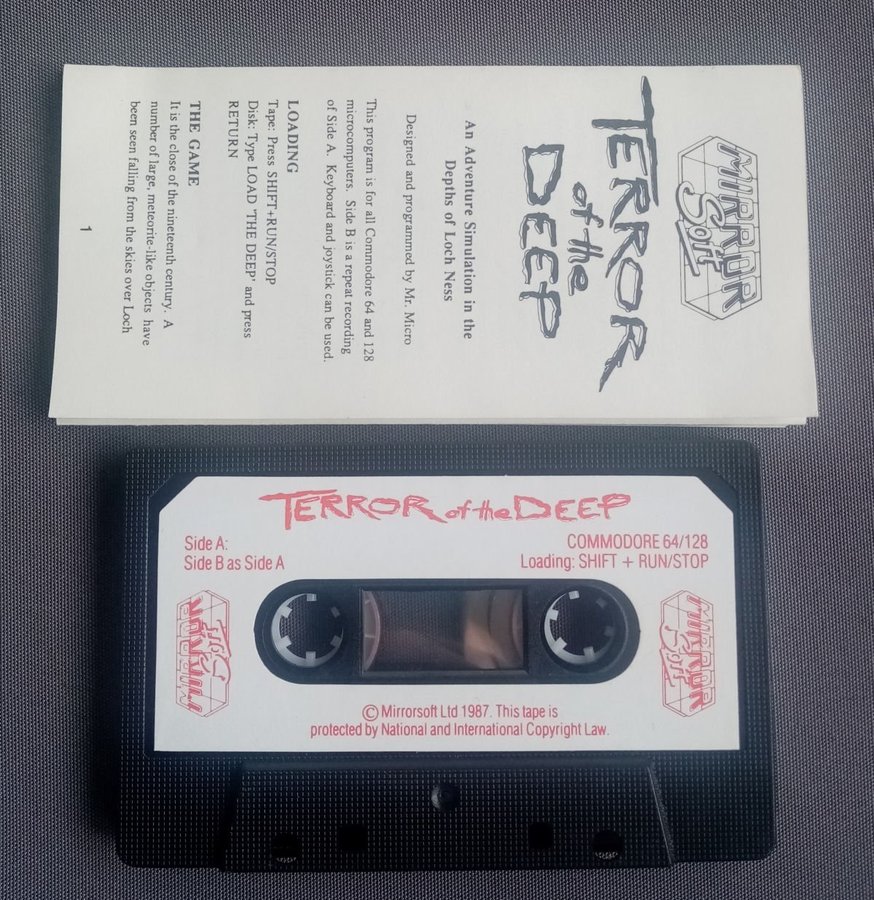 MIRROR
Soft
TERROR
of the
DEEP
An Adventure Simulation in the
Depths of Loch Ness
Designed and programmed by Mr. Micro
This program is for all Commodore 64 and 128
microcomputers. Side B is a repeat recording
of Side A. Keyboard and joystick can be used.
LOADING
Tape: Press SHIFT+RUN/STOP
Disk: Type LOAD 'THE DEEP' and press
RETURN
THE GAME
It is the close of the nineteenth century. A
number of large, meteorite-like objects have
been seen falling from the skies over Loch
1
TERROR of the DEEP
Side A:
Side B as Side A
COMMODORE 64/128
Loading: SHIFT + RUN/STOP
MIRROR
Soft
MIRROR
Soft
© Mirrorsoft Ltd 1987. This tape is
protected by National and International Copyright Law.